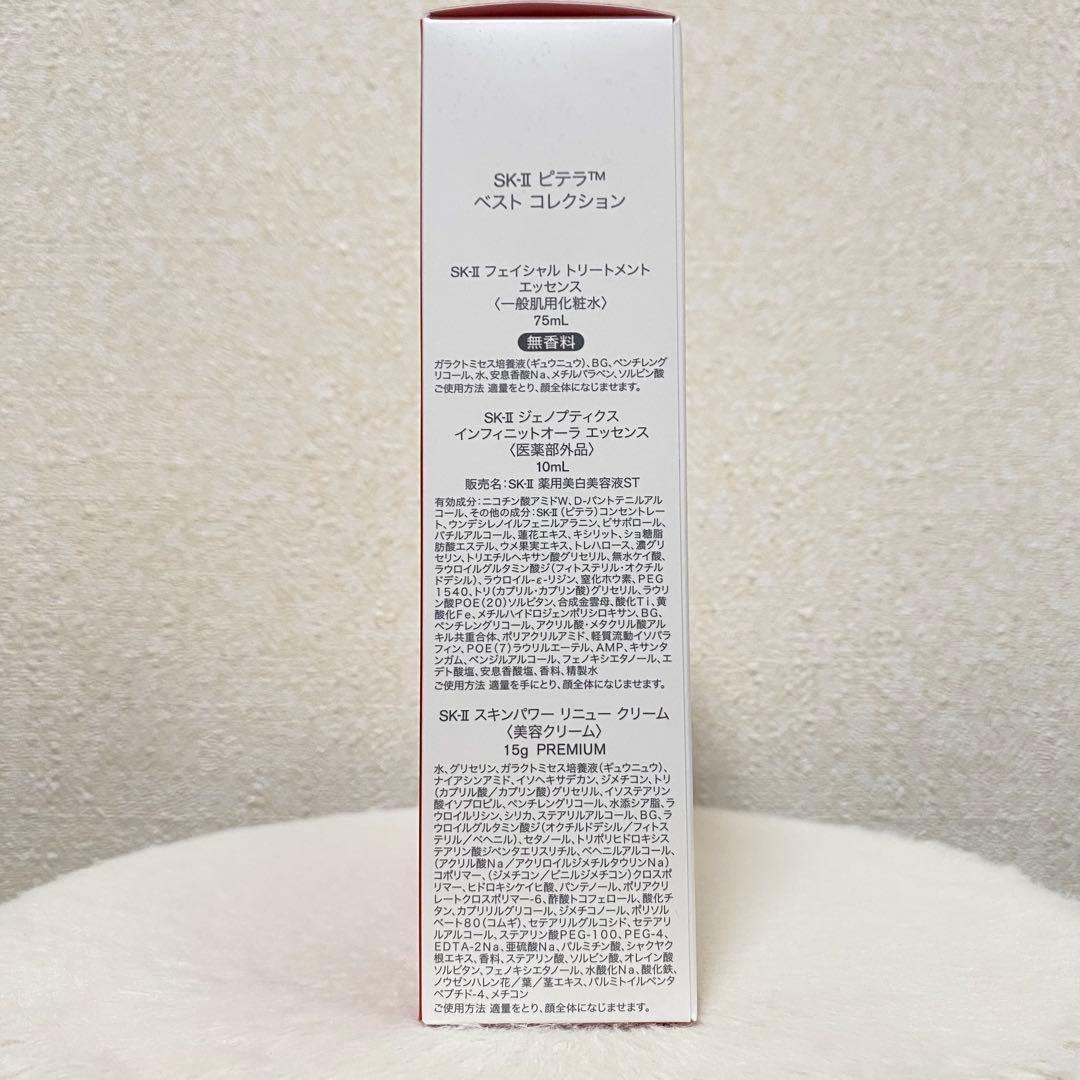 SK-II ピテラ™
ベスト コレクション
SK-II フェイシャル トリートメント
エッセンス
〈一般肌用化粧水〉
75mL
無香料
ガラクトミセス培養液(ギュウニュウ)、BG、ペンチレング
リコール、水、安息香酸Na、メチルパラベン、ソルビン酸
ご使用方法 適量をとり、顔全体になじませます。
SK-II ジェノプティクス
インフィニットオーラ エッセンス
〈医薬部外品〉
10mL
販売名:SK-II 薬用美白美容液ST
有効成分:ニコチン酸アミドW、D-パントテニルアル
コール、その他の成分:SK-II(ピテラ)コンセントレー
ト、ウンデシレノイルフェニルアラニン、ビサボロール、
バチルアルコール、蓮花エキス、キシリット、ショ糖脂
肪酸エステル、ウメ果実エキス、トレハロース、濃グリ
セリン、トリエチルヘキサン酸グリセリル、無水ケイ酸、
ラウロイルグルタミン酸ジ(フィトステリル・オクチル
ドデシル)、ラウロイル-ε-リジン、窒化ホウ素、PEG
1540、トリ(カプリル・カプリン酸)グリセリル、ラウリ
ン酸POE(20)ソルビタン、合成金雲母、酸化Ti、黄
酸化Fe、メチルハイドロジェンポリシロキサン、BG、
ペンチレングリコール、アクリル酸・メタクリル酸アル
キル共重合体、ポリアクリルアミド、軽質流動イソパラ
フィン、POE(7)ラウリルエーテル、AMP、キサンタ
ンガム、ベンジルアルコール、フェノキシエタノール、エ
デト酸塩、安息香酸塩、香料、精製水
ご使用方法 適量を手にとり、顔全体になじませます。
SK-II スキンパワー リニュー クリーム
〈美容クリーム〉
15g PREMIUM
水、グリセリン、ガラクトミセス培養液(ギュウニュウ)、
ナイアシンアミド、イソヘキサデカン、ジメチコン、トリ
(カプリル酸/カプリン酸)グリセリル、イソステアリン
酸イソプロピル、ペンチレングリコール、水添シア脂、ラ
ウロイルリシン、シリカ、ステアリルアルコール、BG、ラ
ウロイルグルタミン酸ジ(オクチルドデシル/フィトス
テリル/ベヘニル)、セタノール、トリポリヒドロキシス
テアリン酸ジペンタエリスリチル、ベヘニルアルコール、
(アクリル酸Na/アクリロイルジメチルタウリンNa)
コポリマー、(ジメチコン/ビニルジメチコン)クロスポ
リマー、ヒドロキシケイヒ酸、パンテノール、ポリアクリ
レートクロスポリマー-6、酢酸トコフェロール、酸化チ
タン、カプリリルグリコール、ジメチコノール、ポリソル
ベート80(コムギ)、セテアリルグルコシド、セテアリ
ルアルコール、ステアリン酸PEG-100、PEG-4、
EDTA-2Na、亜硫酸Na、パルミチン酸、シャクヤク
根エキス、香料、ステアリン酸、ソルビン酸、オレイン酸
ソルビタン、フェノキシエタノール、水酸化Na、酸化鉄、
ノウゼンハレン花/葉/茎エキス、パルミトイルペンタ
ペプチド-4、メチコン
ご使用方法 適量をとり、顔全体になじませます。